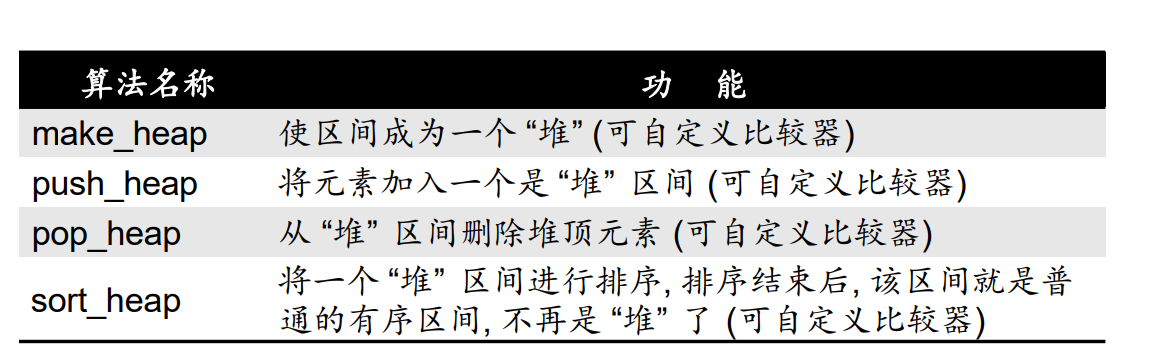 算法名称 功 能
make_heap 使区间成为一个“堆” (可自定义比较器)
push_heap 将元素加入一个是“堆” 区间 (可自定义比较器)
pop_heap 从 “堆” 区间删除堆顶元素 (可自定义比较器)
sort_heap 将一个 “堆” 区间进行排序, 排序结束后, 该区间就是普
通的有序区间, 不再是 “堆” 了 (可自定义比较器)